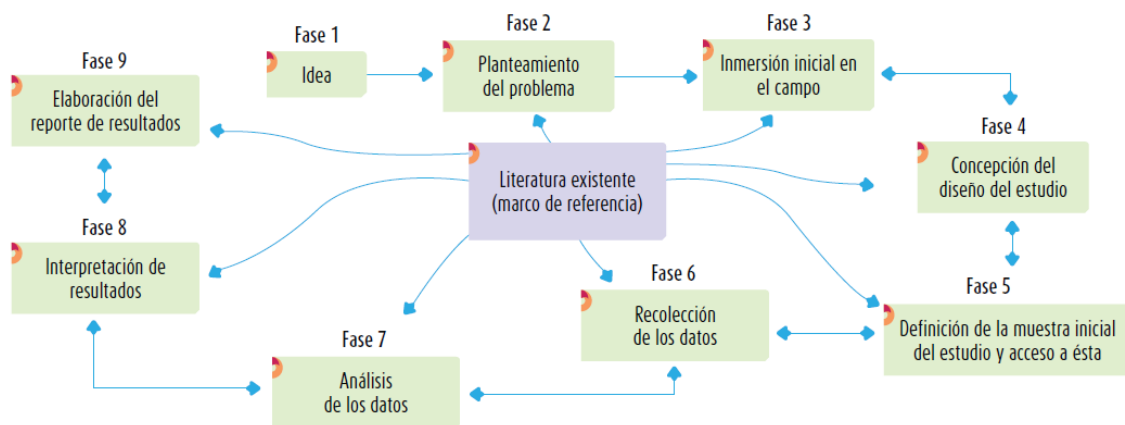 Fase 1
Idea
Fase 2
Planteamiento
del problema
Fase 3
Inmersión inicial en
el campo
Fase 4
Concepción del
diseño del estudio
Fase 5
Definición de la muestra inicial
del estudio y acceso a ésta
Fase 6
Recolección
de los datos
Fase 7
Análisis
de los datos
Fase 8
Interpretación de
resultados
Fase 9
Elaboración del
reporte de resultados
Literatura existente
(marco de referencia)